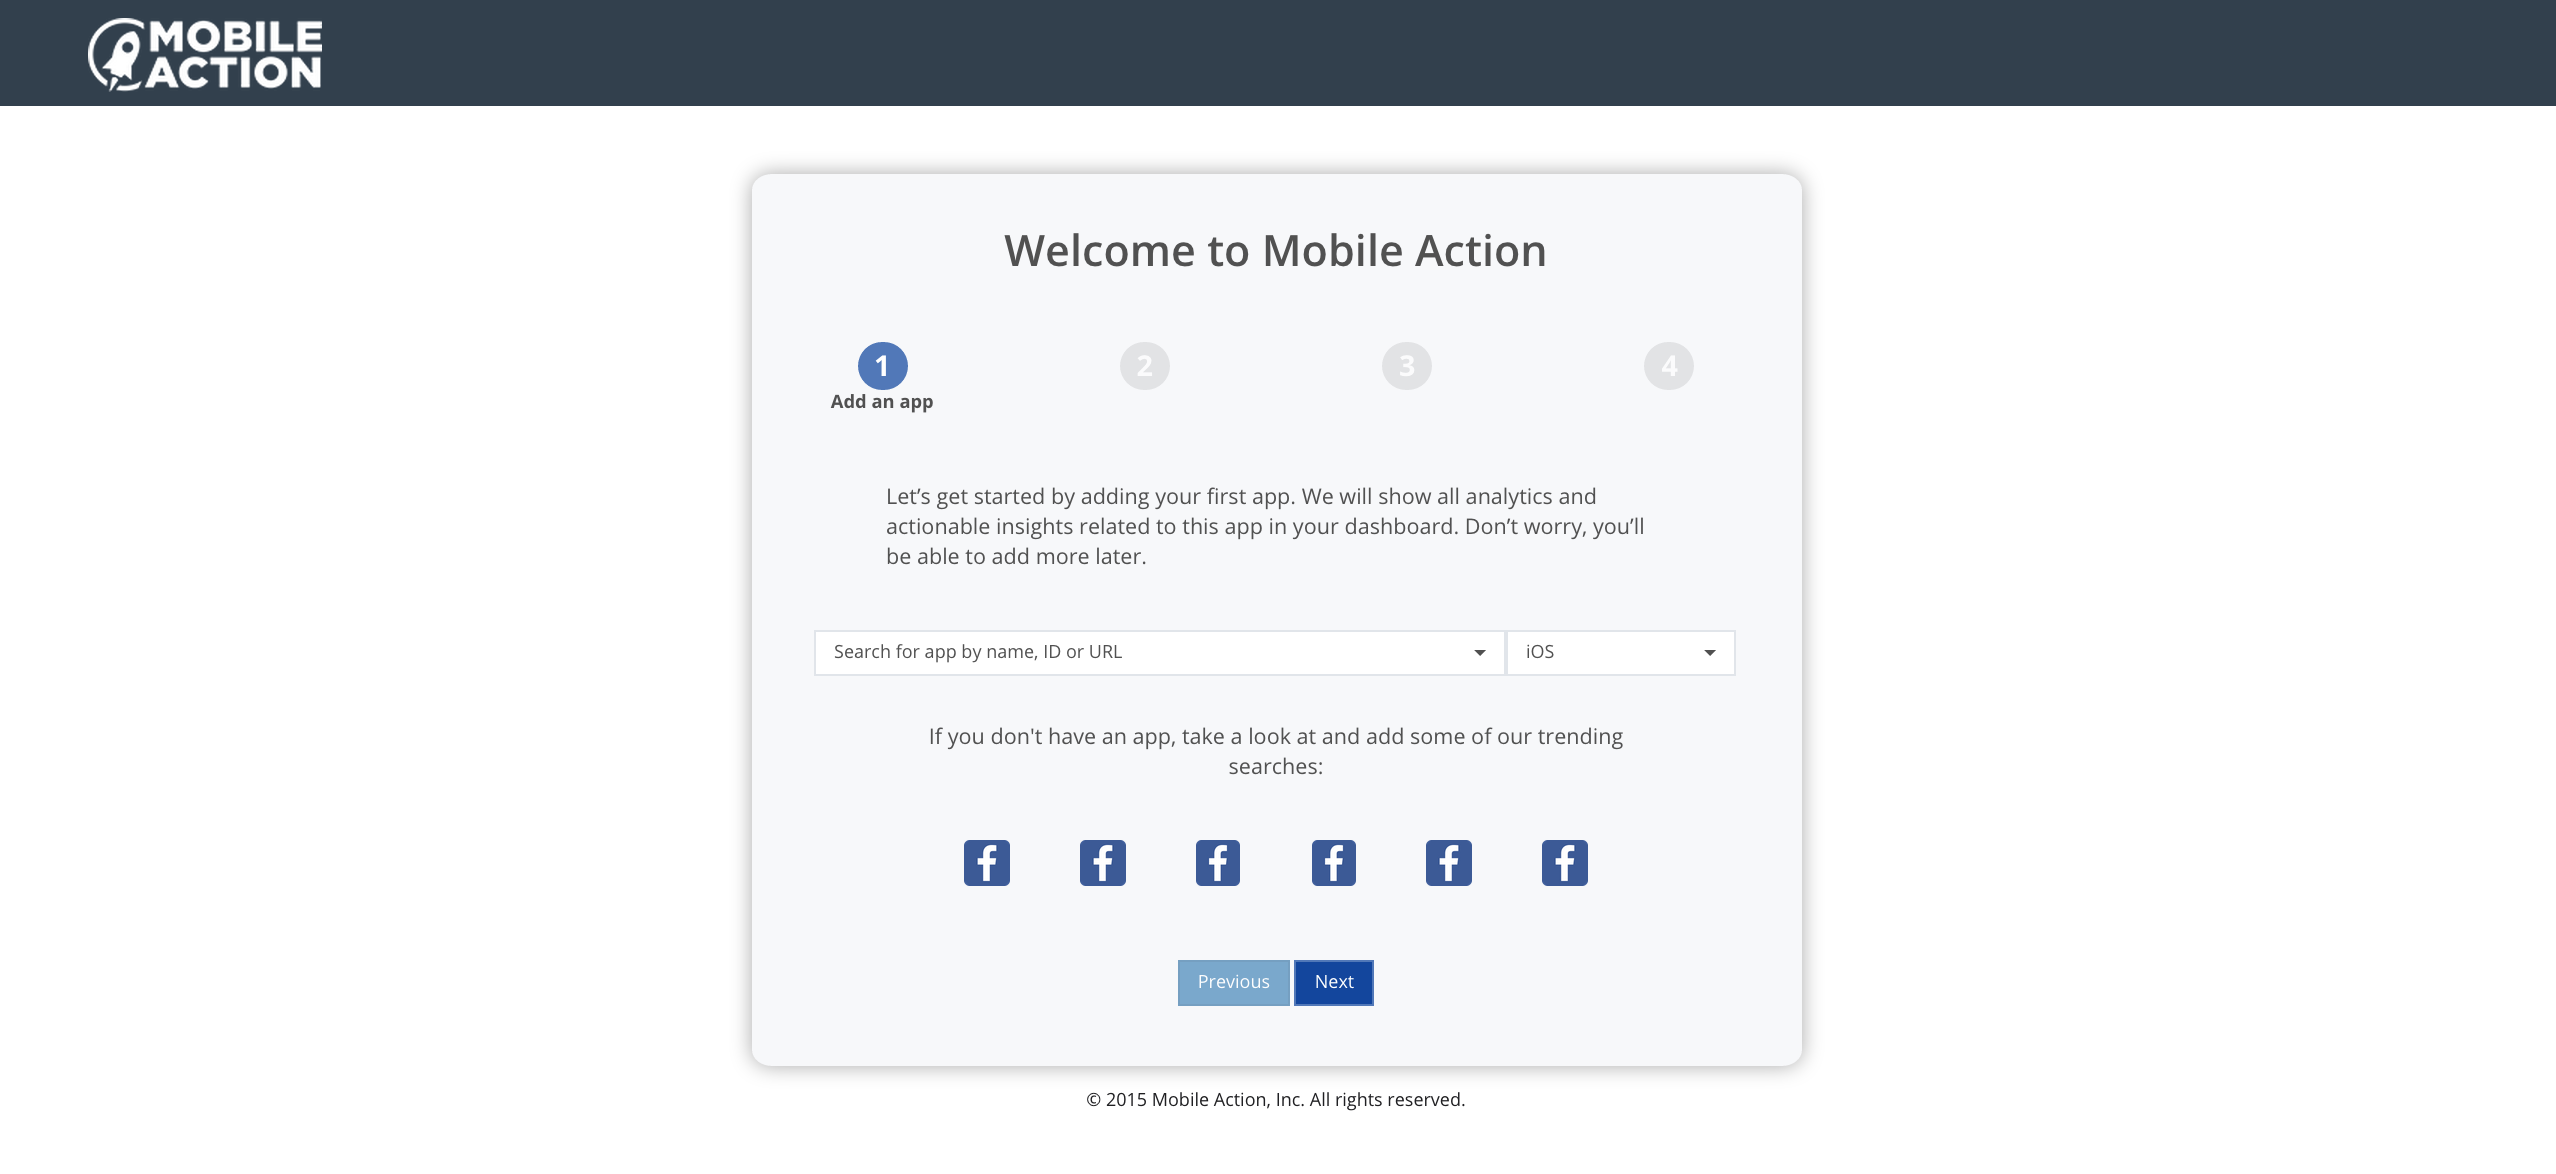 MOBILE
ACTION
Welcome to Mobile Action
1
2
3
4
Add an app
Let’s get started by adding your first app. We will show all analytics and
actionable insights related to this app in your dashboard. Don’t worry, you’ll
be able to add more later.
Search for app by name, ID or URL
iOS
If you don't have an app, take a look at and add some of our trending
searches:
Previous
Next
© 2015 Mobile Action, Inc. All rights reserved.